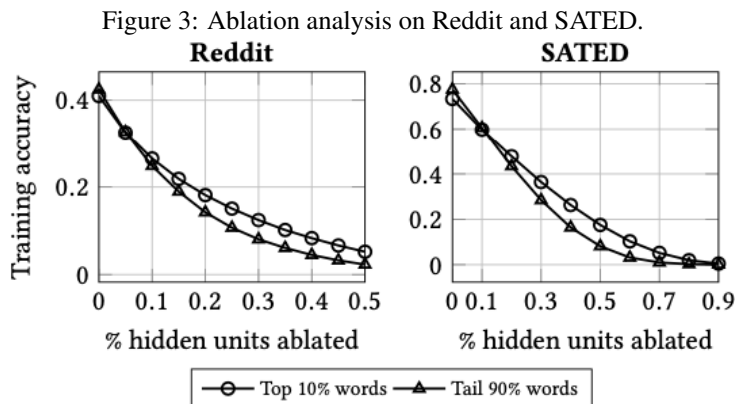 Figure 3: Ablation analysis on Reddit and SATED.
Reddit
Training accuracy
0.4
0.2
0
0 0.1 0.2 0.3 0.4 0.5
% hidden units ablated
SATED
0.8
0.6
0.4
0.2
0
0 0.1 0.3 0.5 0.7 0.9
% hidden units ablated
Top 10% words Tail 90% words